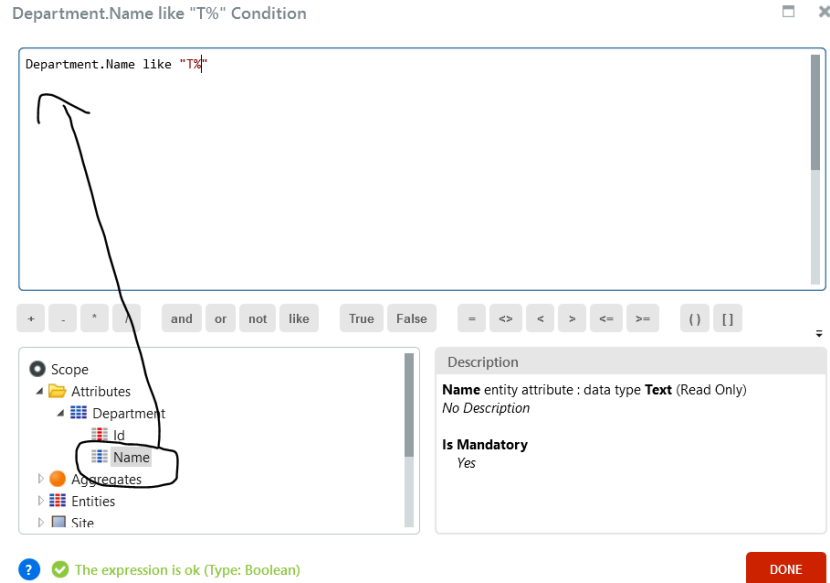 Department.Name like "T%" Condition
Department.Name like "T%"
+ - * / and or not like True False = <> < > <= >= ( ) [ ]
Scope
Attributes
Department
Id
Name
Aggregates
Entities
Site
Description
Name entity attribute : data type Text (Read Only)
No Description
Is Mandatory
Yes
? The expression is ok (Type: Boolean)
DONE